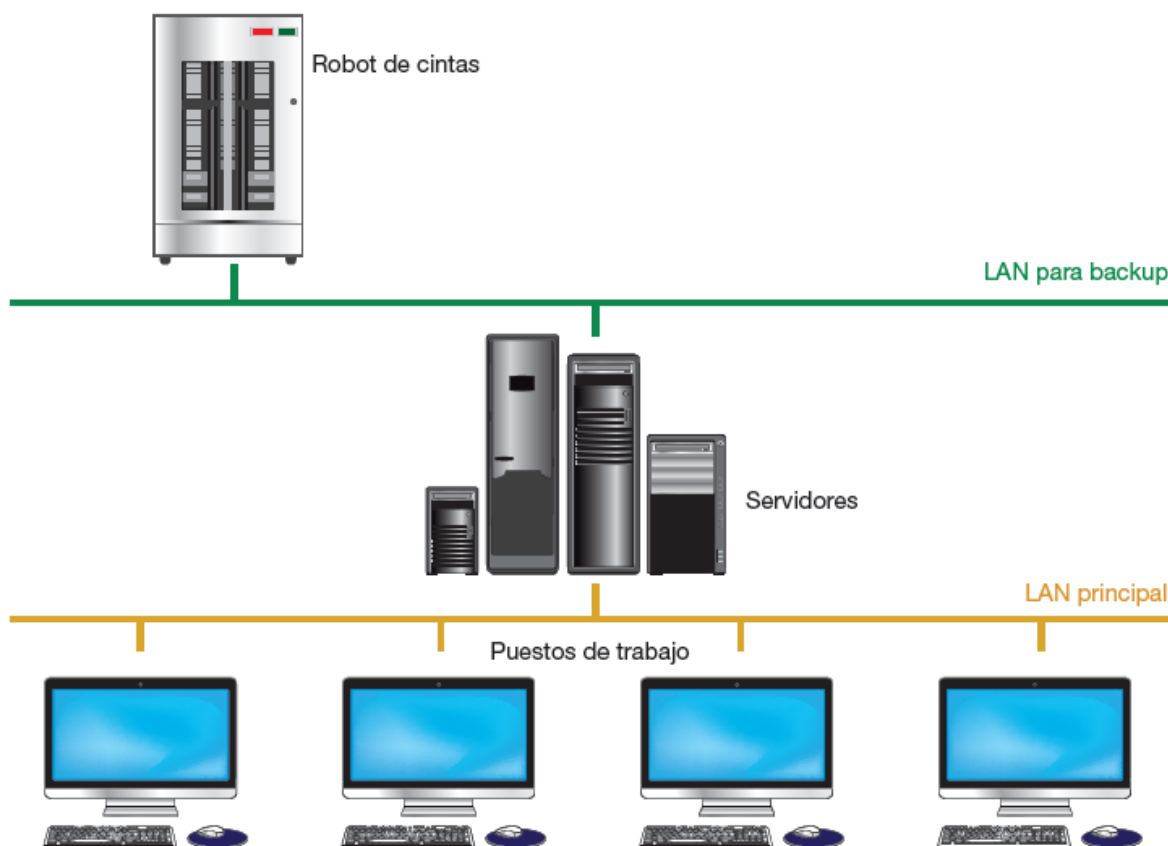 Robot de cintas
LAN para backup
Servidores
LAN principal
Puestos de trabajo